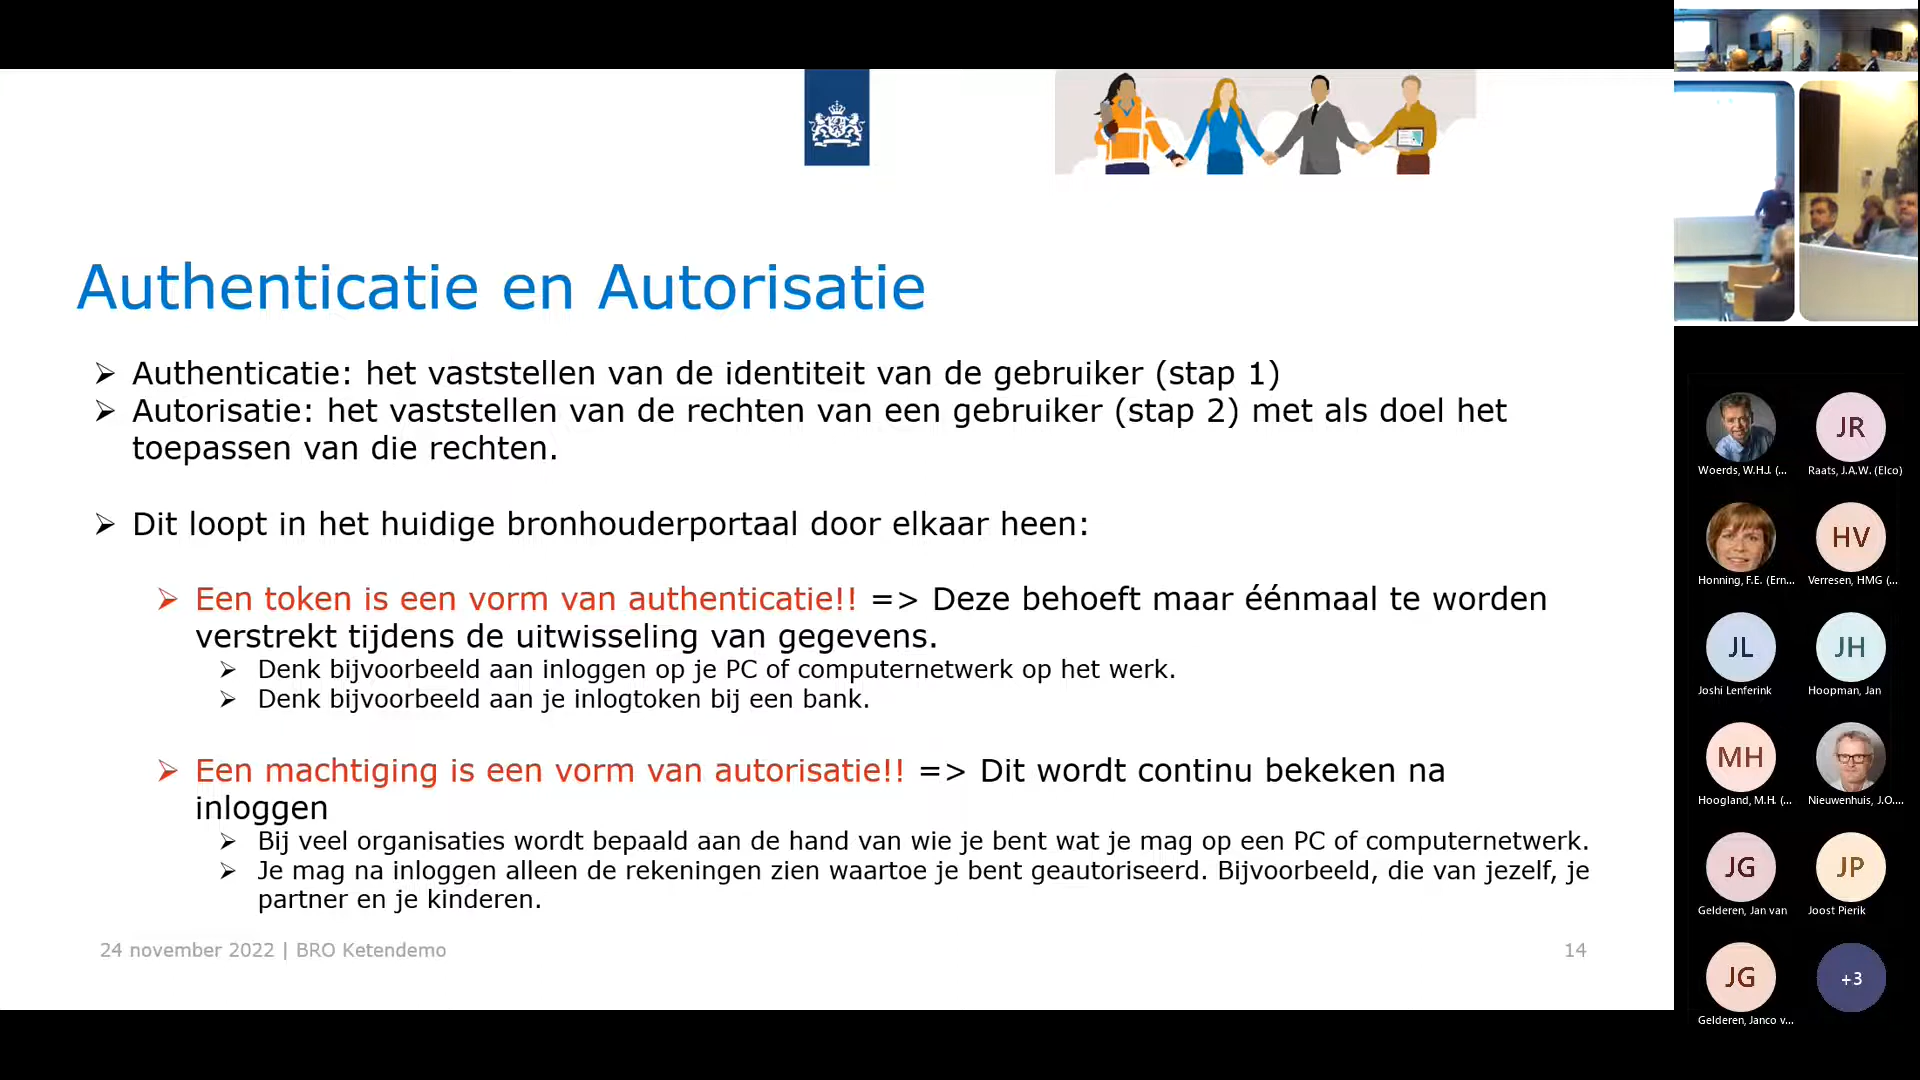 Authenticatie en Autorisatie
➢ Authenticatie: het vaststellen van de identiteit van de gebruiker (stap 1)
➢ Autorisatie: het vaststellen van de rechten van een gebruiker (stap 2) met als doel het
toepassen van die rechten.
➢ Dit loopt in het huidige bronhouderportaal door elkaar heen:
➢ Een token is een vorm van authenticatie!! => Deze behoeft maar éénmaal te worden
verstrekt tijdens de uitwisseling van gegevens.
➢ Denk bijvoorbeeld aan inloggen op je PC of computernetwerk op het werk.
➢ Denk bijvoorbeeld aan je inlogtoken bij een bank.
➢ Een machtiging is een vorm van autorisatie!! => Dit wordt continu bekeken na
inloggen
➢ Bij veel organisaties wordt bepaald aan de hand van wie je bent wat je mag op een PC of computernetwerk.
➢ Je mag na inloggen alleen de rekeningen zien waartoe je bent geautoriseerd. Bijvoorbeeld, die van jezelf, je
partner en je kinderen.
24 november 2022 | BRO Ketendemo
14
JR
Woerds, W.H.J. (...
Raats, J.A.W. (Elco)
HV
Honning, F.E. (Ern...
Verresen, HMG (...
JL
JH
Joshi Lenferink
Hoopman, Jan
MH
Hoogland, M.H. (...
Nieuwenhuis, J.O....
JG
JP
Gelderen, Jan van
Joost Pierik
JG
+3
Gelderen, Janco v...